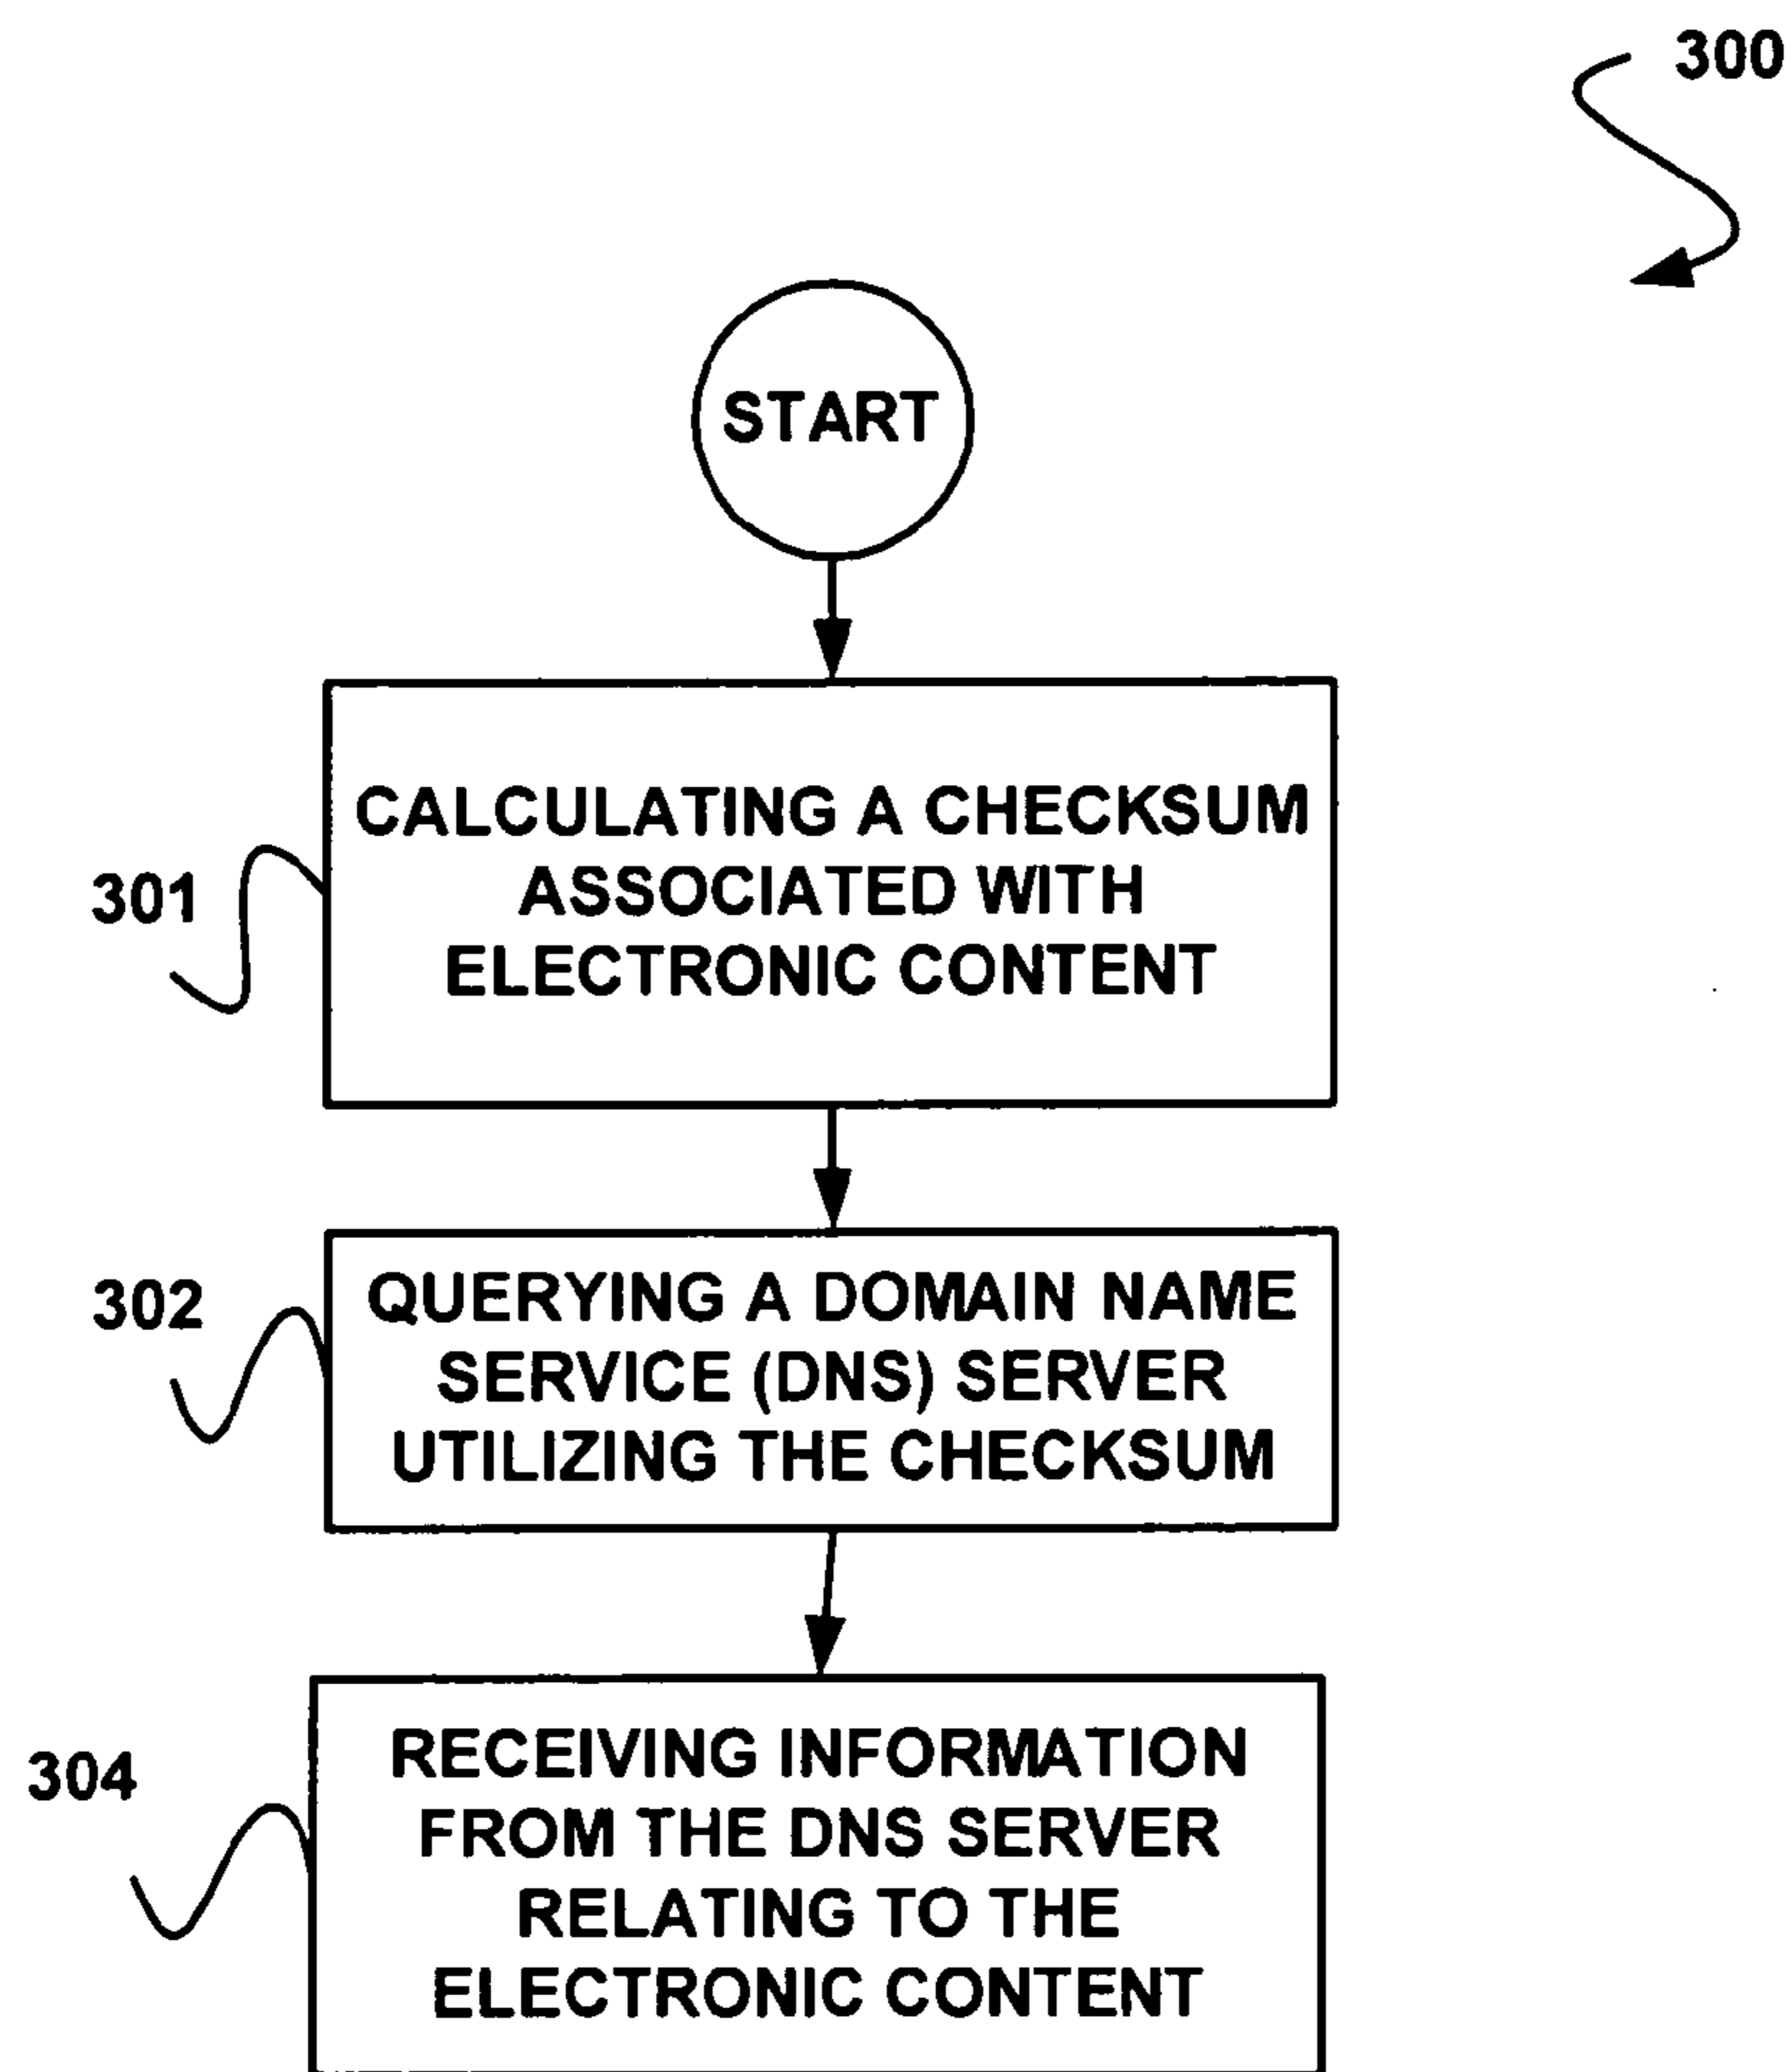 300
START
CALCULATING A CHECKSUM
ASSOCIATED WITH
ELECTRONIC CONTENT
301
QUERYING A DOMAIN NAME
SERVICE (DNS) SERVER
UTILIZING THE CHECKSUM
302
RECEIVING INFORMATION
FROM THE DNS SERVER
RELATING TO THE
ELECTRONIC CONTENT
304